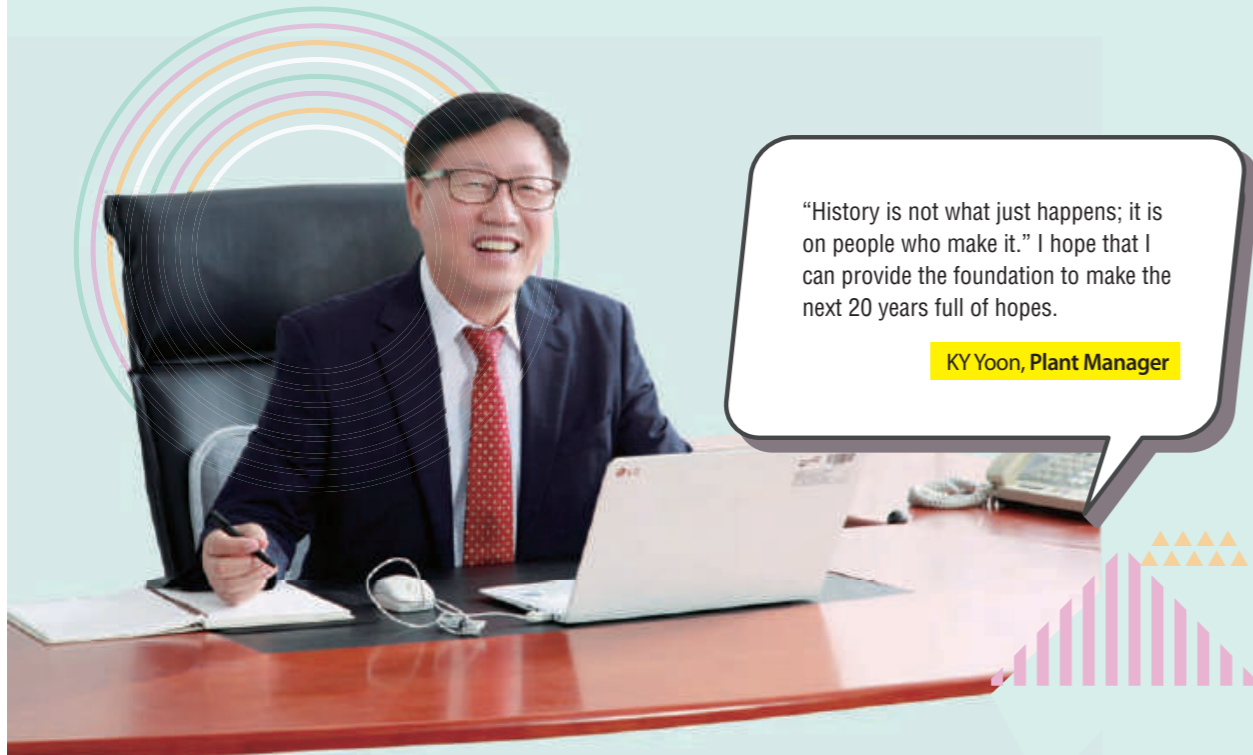 “History is not what just happens; it is
on people who make it.” I hope that I
can provide the foundation to make the
next 20 years full of hopes.
KY Yoon, Plant Manager
LG